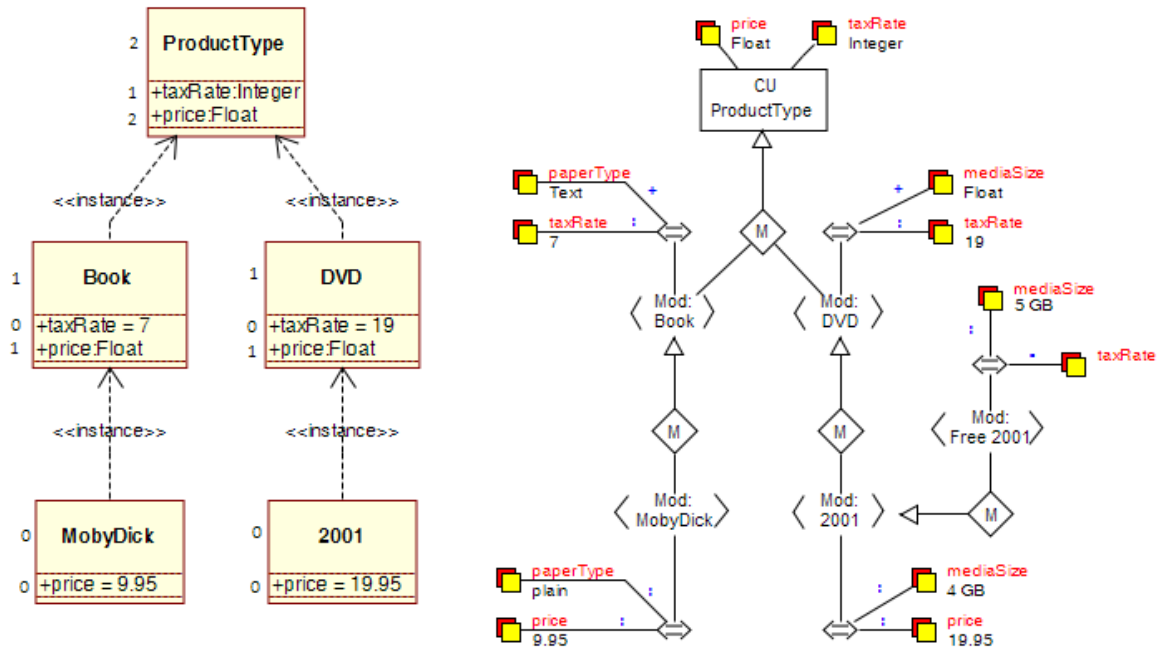 2
ProductType
1
+taxRate:Integer
2
+price:Float
<<instance>>
<<instance>>
1
Book
0
+taxRate = 7
1
+price:Float
1
DVD
0
+taxRate = 19
1
+price:Float
<<instance>>
<<instance>>
0
MobyDick
0
+price = 9.95
0
2001
0
+price = 19.95
price
Float
taxRate
Integer
CU
ProductType
paperType
Text
+
taxRate
7
:
M
mediaSize
Float
+
taxRate
19
:
Mod:
Book
Mod:
DVD
mediaSize
5 GB
:
taxRate
-
M
M
Mod:
Free 2001
Mod:
MobyDick
Mod:
2001
M
paperType
plain
:
price
9.95
:
mediaSize
4 GB
:
price
19.95
: